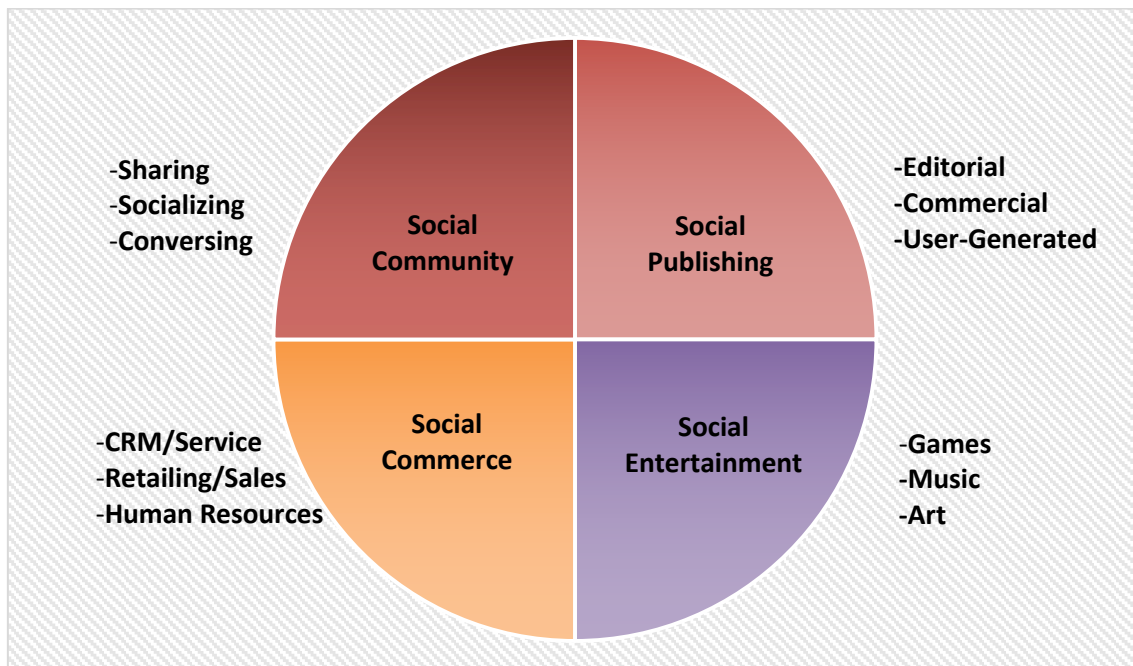 -Sharing
-Socializing
-Conversing
Social
Community
Social
Publishing
-Editorial
-Commercial
-User-Generated
-CRM/Service
-Retailing/Sales
-Human Resources
Social
Commerce
Social
Entertainment
-Games
-Music
-Art